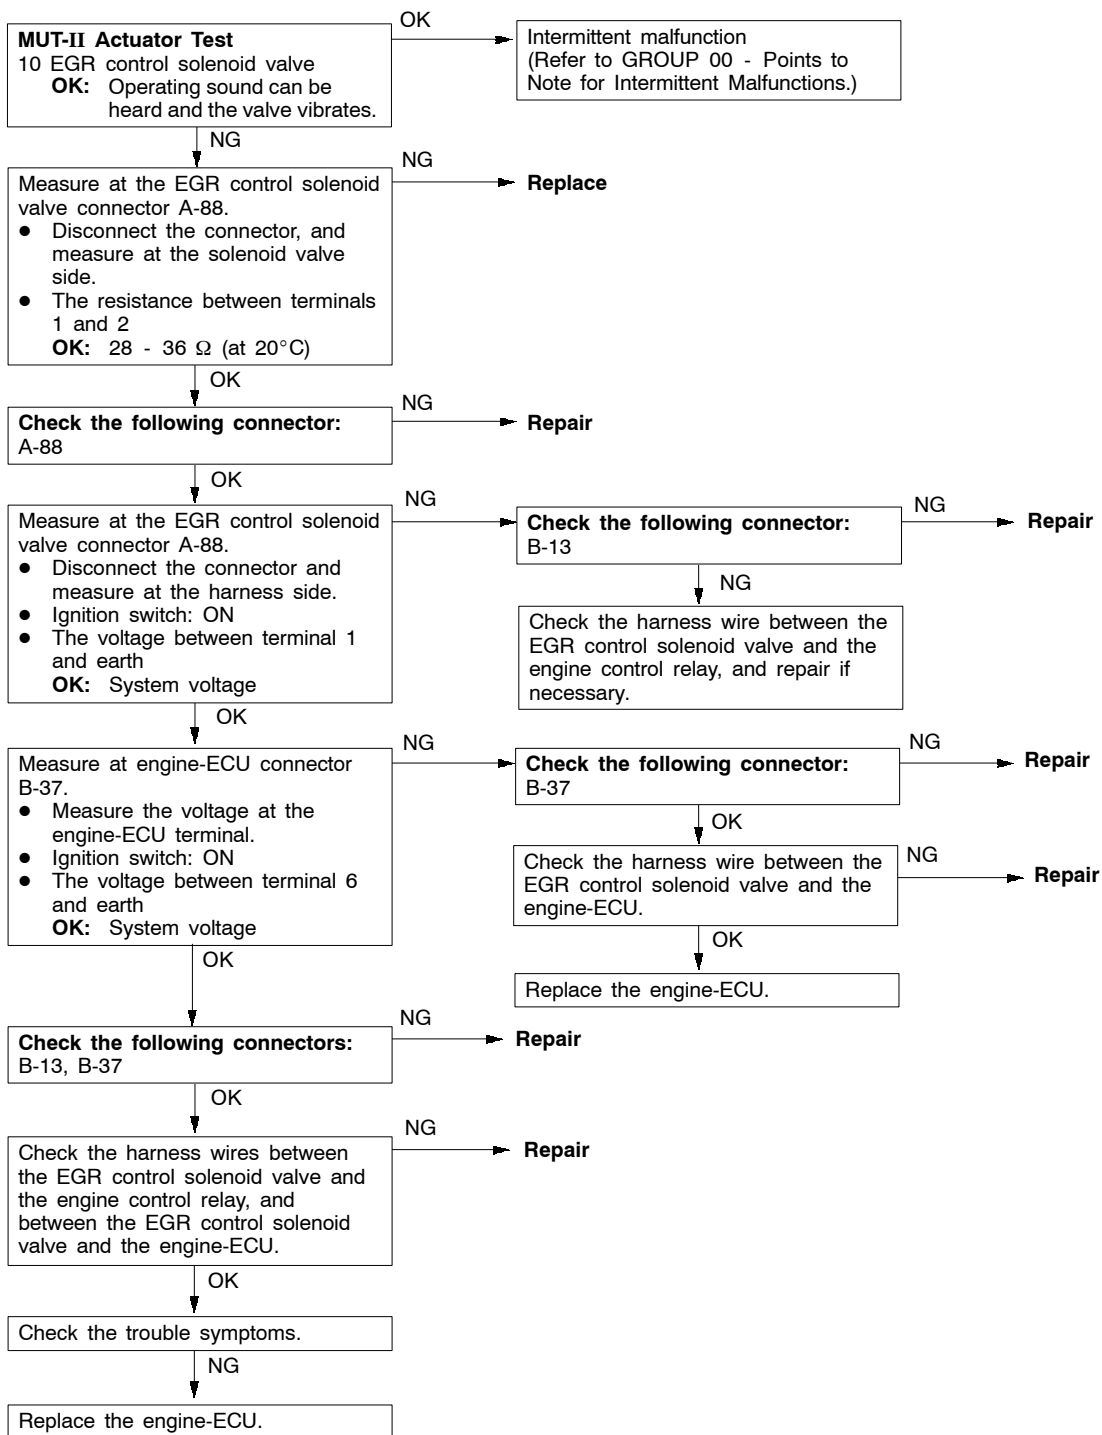 MUT-II Actuator Test
10 EGR control solenoid valve
OK: Operating sound can be
heard and the valve vibrates.
OK
Intermittent malfunction
(Refer to GROUP 00 - Points to
Note for Intermittent Malfunctions.)
NG
Measure at the EGR control solenoid
valve connector A-88.
● Disconnect the connector, and
measure at the solenoid valve
side.
● The resistance between terminals
1 and 2
OK: 28 - 36 Ω (at 20°C)
NG
Replace
OK
Check the following connector:
A-88
NG
Repair
OK
Measure at the EGR control solenoid
valve connector A-88.
● Disconnect the connector and
measure at the harness side.
● Ignition switch: ON
● The voltage between terminal 1
and earth
OK: System voltage
NG
Check the following connector:
B-13
NG
Repair
NG
Check the harness wire between the
EGR control solenoid valve and the
engine control relay, and repair if
necessary.
OK
Measure at engine-ECU connector
B-37.
● Measure the voltage at the
engine-ECU terminal.
● Ignition switch: ON
● The voltage between terminal 6
and earth
OK: System voltage
NG
Check the following connector:
B-37
NG
Repair
OK
Check the harness wire between the
EGR control solenoid valve and the
engine-ECU.
NG
Repair
OK
Replace the engine-ECU.
OK
Check the following connectors:
B-13, B-37
NG
Repair
OK
Check the harness wires between
the EGR control solenoid valve and
the engine control relay, and
between the EGR control solenoid
valve and the engine-ECU.
NG
Repair
OK
Check the trouble symptoms.
NG
Replace the engine-ECU.